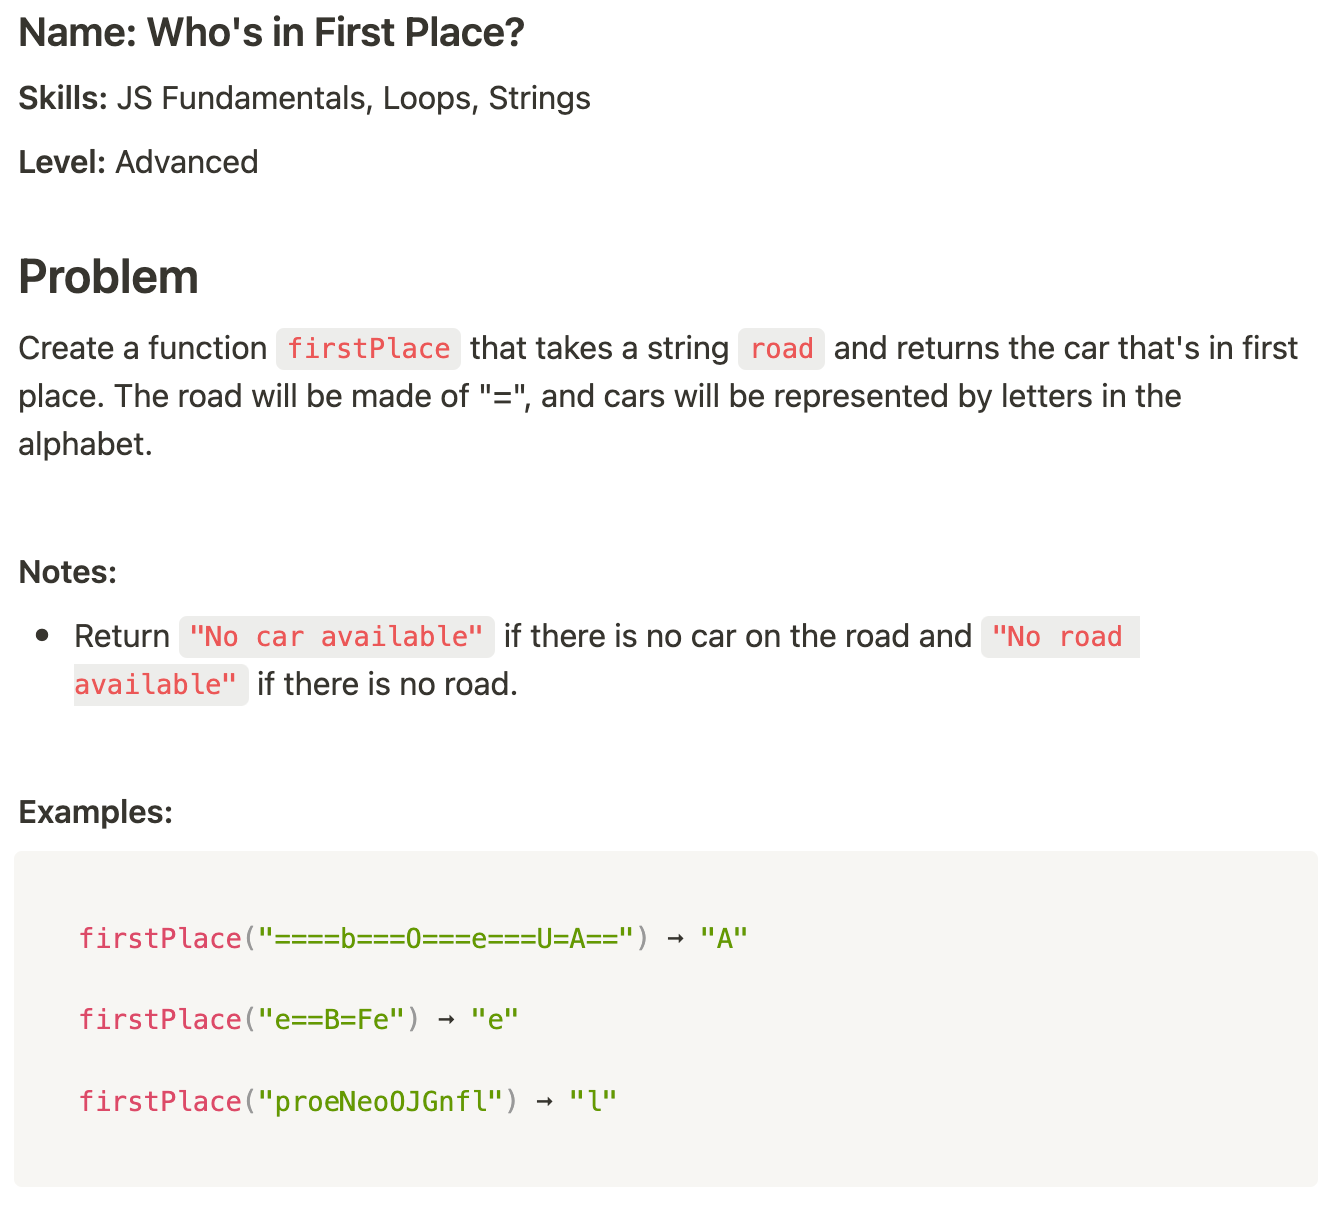 Name: Who's in First Place?
Skills: JS Fundamentals, Loops, Strings
Level: Advanced
Problem
Create a function firstPlace that takes a string road and returns the car that's in first
place. The road will be made of "=", and cars will be represented by letters in the
alphabet.
Notes:
• Return "No car available" if there is no car on the road and "No road
available" if there is no road.
Examples:
firstPlace("====b===O===e===U=A==") → "A"
firstPlace("e==B=Fe") → "e"
firstPlace("proeNeoOJGnfl") → "l"